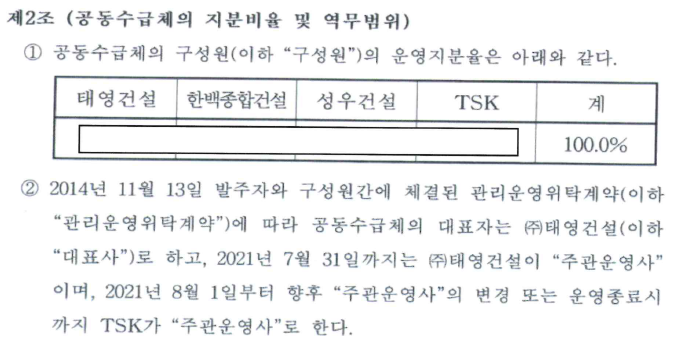 제2조 (공동수급체의 지분비율 및 역무범위)
① 공동수급체의 구성원(이하 “구성원”)의 운영지분율은 아래와 같다.
태영건설 한백종합건설 성우건설 TSK 계
100.0%
② 2014년 11월 13일 발주자와 구성원간에 체결된 관리운영위탁계약(이하
“관리운영위탁계약”)에 따라 공동수급체의 대표자는 ㈜태영건설(이하
“대표사”)로 하고, 2021년 7월 31일까지는 ㈜태영건설이 “주관운영사”
이며, 2021년 8월 1일부터 향후 “주관운영사”의 변경 또는 운영종료시
까지 TSK가 “주관운영사”로 한다.